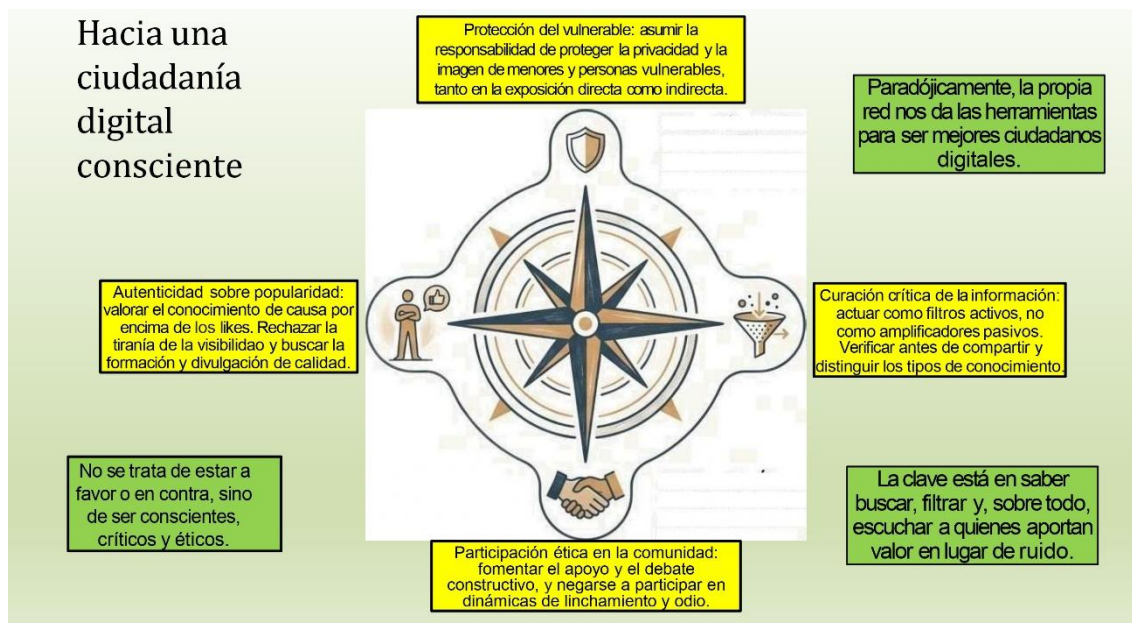 Hacia una
ciudadanía
digital
consciente
Protección del vulnerable: asumir la
responsabilidad de proteger la privacidad y la
imagen de menores y personas vulnerables,
tanto en la exposición directa como indirecta.
Paradójicamente, la propia
red nos da las herramientas
para ser mejores ciudadanos
digitales.
Autenticidad sobre popularidad:
valorar el conocimiento de causa por
encima de los likes. Rechazar la
tiranía de la visibilidao y buscar la
formación y divulgación de calidad.
Curación crítica de la información:
actuar como filtros activos, no
como amplificadores pasivos.
Verificar antes de compartir y
distinguir los tipos de conocimiento.
No se trata de estar a
favor o en contra, sino
de ser conscientes,
críticos y éticos.
La clave está en saber
buscar, filtrar y, sobre todo,
escuchar a quienes aportan
valor en lugar de ruido.
Participación ética en la comunidad:
fomentar el apoyo y el debate
constructivo, y negarse a participar en
dinámicas de linchamiento y odio.